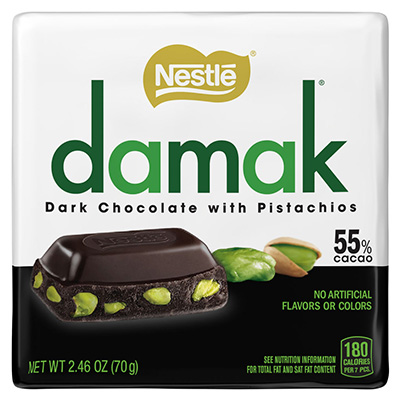 Nestlé®
damak®
Dark Chocolate with Pistachios
55%
cacao
NO ARTIFICIAL
FLAVORS OR COLORS
NET WT 2.46 OZ (70g)
SEE NUTRITION INFORMATION
FOR TOTAL FAT AND SAT FAT CONTENT
180
CALORIES
PER 7 PCS.